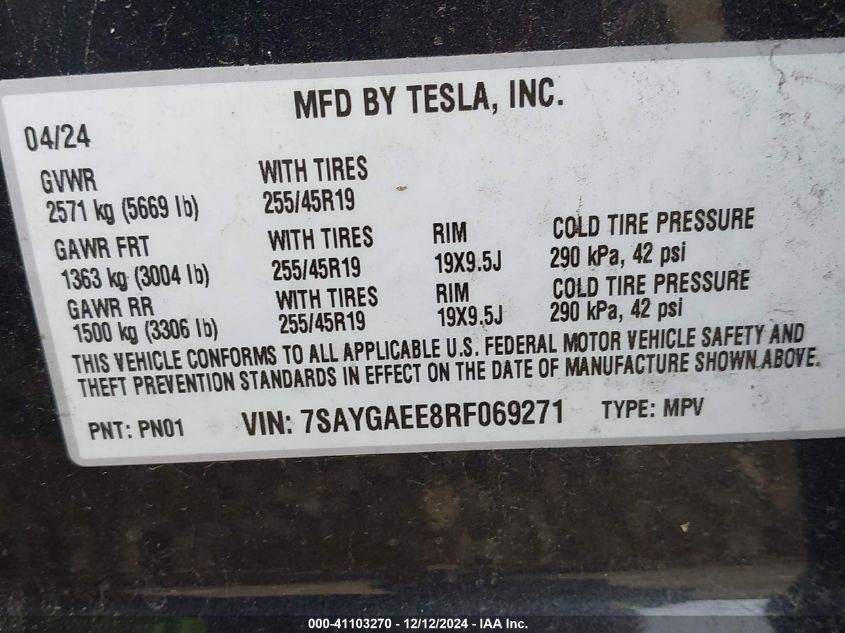 MFD BY TESLA, INC.
04/24
GVWR WITH TIRES
2571 kg (5669 lb) 255/45R19
GAWR FRT WITH TIRES RIM COLD TIRE PRESSURE
1363 kg (3004 lb) 255/45R19 19X9.5J 290 kPa, 42 psi
GAWR RR WITH TIRES RIM COLD TIRE PRESSURE
1500 kg (3306 lb) 255/45R19 19X9.5J 290 kPa, 42 psi
THIS VEHICLE CONFORMS TO ALL APPLICABLE U.S. FEDERAL MOTOR VEHICLE SAFETY AND
THEFT PREVENTION STANDARDS IN EFFECT ON THE DATE OF MANUFACTURE SHOWN ABOVE.
PNT: PN01 VIN: 7SAYGAEE8RF069271 TYPE: MPV
000-41103270 - 12/12/2024 - IAA Inc.